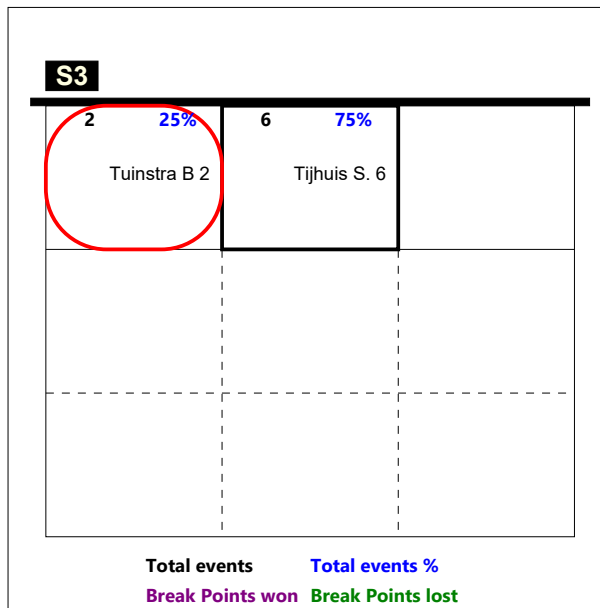 S3
2 25% 6 75%
Tuinstra B 2 Tijhuis S. 6
Total events Total events %
Break Points won Break Points lost